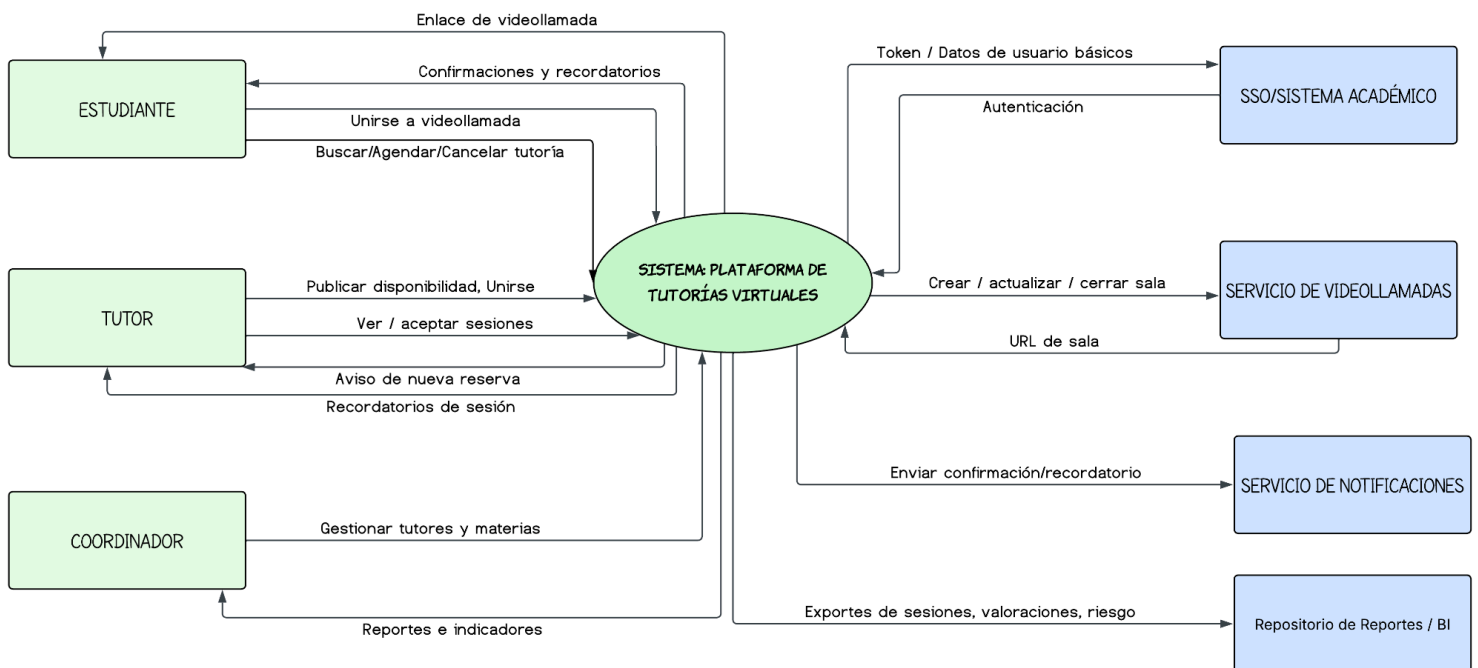 Enlace de videollamada
Token / Datos de usuario básicos
Confirmaciones y recordatorios
ESTUDIANTE
SSO/SISTEMA ACADÉMICO
Autenticación
Unirse a videollamada
Buscar/Agendar/Cancelar tutoría
SISTEMA: PLATAFORMA DE
TUTORÍAS VIRTUALES
Publicar disponibilidad, Unirse
Crear / actualizar / cerrar sala
SERVICIO DE VIDEOLLAMADAS
TUTOR
Ver / aceptar sesiones
URL de sala
Aviso de nueva reserva
Recordatorios de sesión
Enviar confirmación/recordatorio
SERVICIO DE NOTIFICACIONES
Gestionar tutores y materias
COORDINADOR
Exportes de sesiones, valoraciones, riesgo
Repositorio de Reportes / BI
Reportes e indicadores